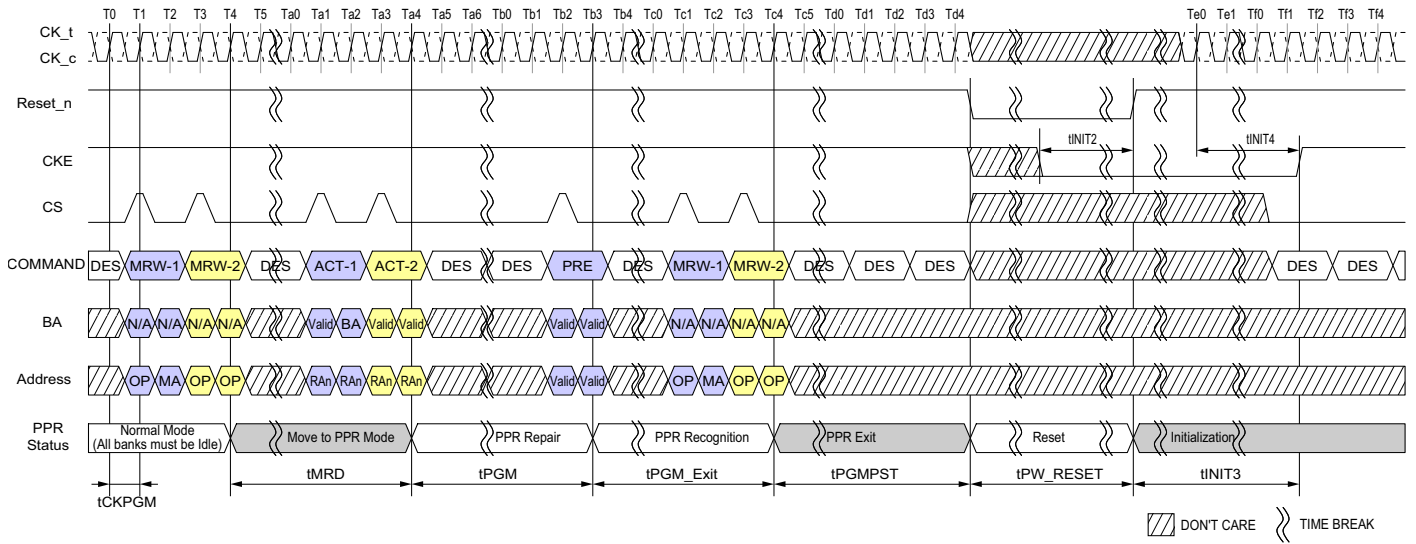 T0 T1 T2 T3 T4 T5 Ta0 Ta1 Ta2 Ta3 Ta4 Ta5 Ta6 Tb0 Tb1 Tb2 Tb3 Tb4 Tc0 Tc1 Tc2 Tc3 Tc4 Tc5 Td0 Td1 Td2 Td3 Td4 Te0 Te1 Tf0 Tf1 Tf2 Tf3 Tf4
CK_t
CK_c
Reset_n
CKE
tINIT2
tINIT4
CS
COMMAND DES MRW-1 MRW-2 DES ACT-1 ACT-2 DES DES PRE DES MRW-1 MRW-2 DES DES DES DES DES
BA N/A N/A N/A N/A Valid BA Valid Valid Valid Valid N/A N/A N/A N/A
Address OP MA OP OP RAn RAn RAn RAn Valid Valid OP MA OP OP
PPR
Status
Normal Mode
(All banks must be Idle)
Move to PPR Mode
PPR Repair
PPR Recognition
PPR Exit
Reset
Initialization
tMRD tPGM tPGM_Exit tPGMPST tPW_RESET tINIT3
tCKPGM
DON'T CARE
TIME BREAK